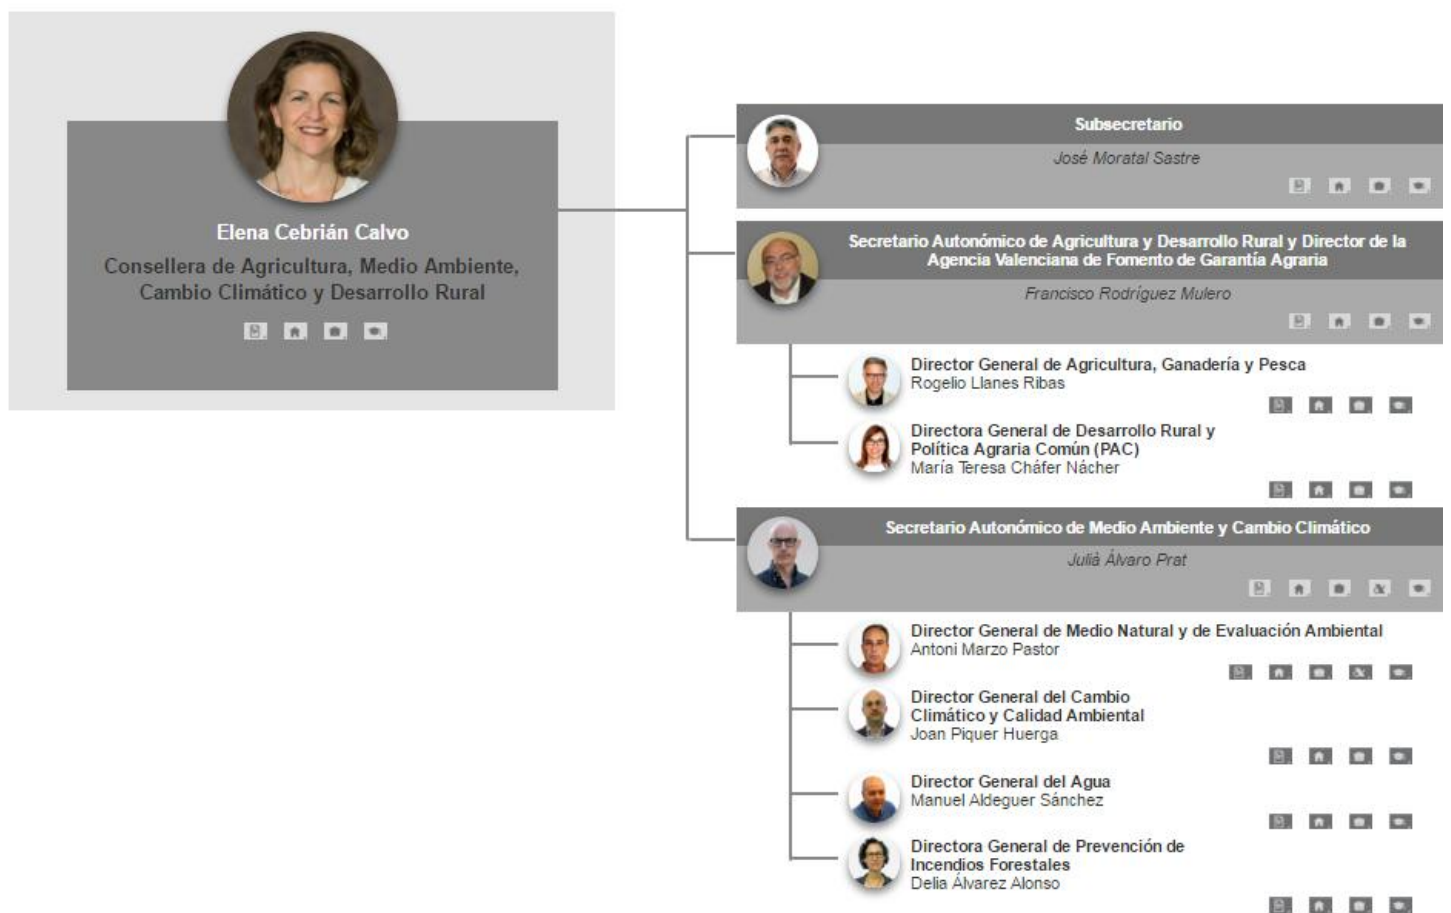 Elena Cebrián Calvo
Consellera de Agricultura, Medio Ambiente,
Cambio Climático y Desarrollo Rural
Subsecretario
José Moratal Sastre
Secretario Autonómico de Agricultura y Desarrollo Rural y Director de la
Agencia Valenciana de Fomento de Garantía Agraria
Francisco Rodríguez Mulero
Director General de Agricultura, Ganadería y Pesca
Rogelio Llanes Ribas
Directora General de Desarrollo Rural y
Política Agraria Común (PAC)
María Teresa Cháfer Nácher
Secretario Autonómico de Medio Ambiente y Cambio Climático
Julià Álvaro Prat
Director General de Medio Natural y de Evaluación Ambiental
Antoni Marzo Pastor
Director General del Cambio
Climático y Calidad Ambiental
Joan Piquer Huerga
Director General del Agua
Manuel Aldeguer Sánchez
Directora General de Prevención de
Incendios Forestales
Delia Álvarez Alonso